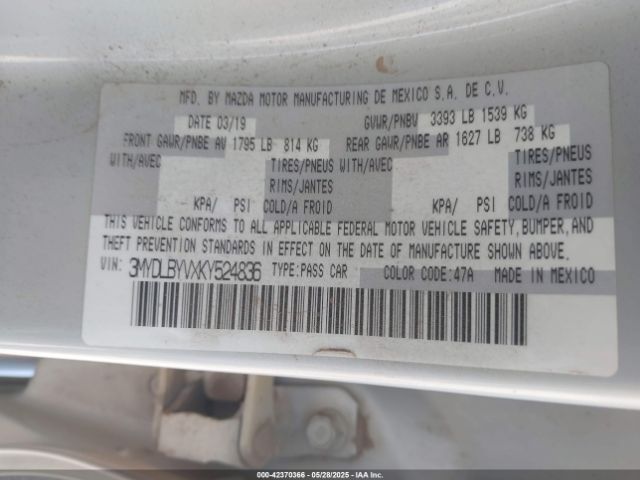 MFD. BY MAZDA MOTOR MANUFACTURING DE MEXICO S.A. DE C.V.
DATE 03/19 GVWR/PNBV 3393 LB 1539 KG
FRONT GAWR/PNBE AV 1795 LB 814 KG REAR GAWR/PNBE AR 1627 LB 738 KG
WITH/AVEC TIRES/PNEUS WITH/AVEC TIRES/PNEUS
RIMS/JANTES RIMS/JANTES
KPA/ PSI COLD/A FROID KPA/ PSI COLD/A FROID
THIS VEHICLE CONFORMS TO ALL APPLICABLE FEDERAL MOTOR VEHICLE SAFETY, BUMPER, AND
THEFT PREVENTION STANDARDS IN EFFECT ON THE DATE OF MANUFACTURE SHOWN ABOVE.
VIN: 3MYDLBYVXKY524836 TYPE:PASS CAR COLOR CODE:47A MADE IN MEXICO
000-42370366 - 05/28/2025 - IAA Inc.